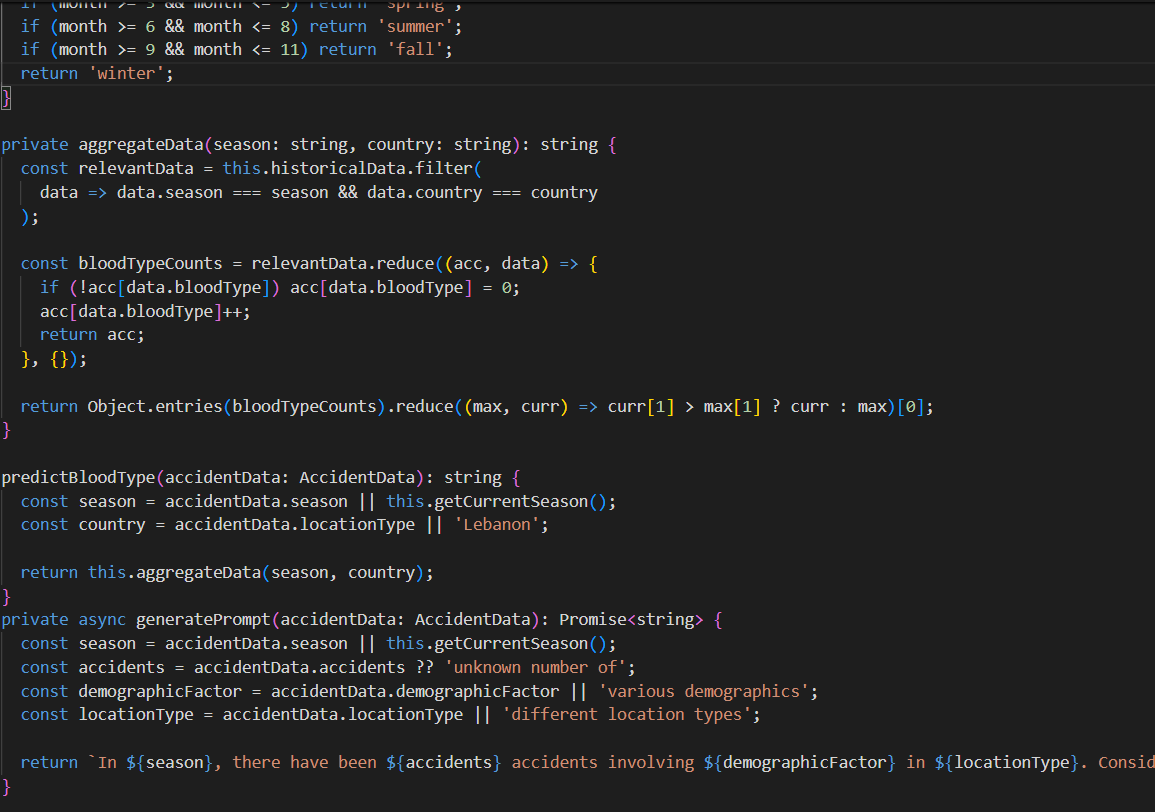 if (month >= 3 && month <= 5) return 'spring';
if (month >= 6 && month <= 8) return 'summer';
if (month >= 9 && month <= 11) return 'fall';
return 'winter';
}
private aggregateData(season: string, country: string): string {
const relevantData = this.historicalData.filter(
data => data.season === season && data.country === country
);
const bloodTypeCounts = relevantData.reduce((acc, data) => {
if (!acc[data.bloodType]) acc[data.bloodType] = 0;
acc[data.bloodType]++;
return acc;
}, {});
return Object.entries(bloodTypeCounts).reduce((max, curr) => curr[1] > max[1] ? curr : max)[0];
}
predictBloodType(accidentData: AccidentData): string {
const season = accidentData.season || this.getCurrentSeason();
const country = accidentData.locationType || 'Lebanon';
return this.aggregateData(season, country);
}
private async generatePrompt(accidentData: AccidentData): Promise<string> {
const season = accidentData.season || this.getCurrentSeason();
const accidents = accidentData.accidents ?? 'unknown number of';
const demographicFactor = accidentData.demographicFactor || 'various demographics';
const locationType = accidentData.locationType || 'different location types';
return `In ${season}, there have been ${accidents} accidents involving ${demographicFactor} in ${locationType}. Consid
}